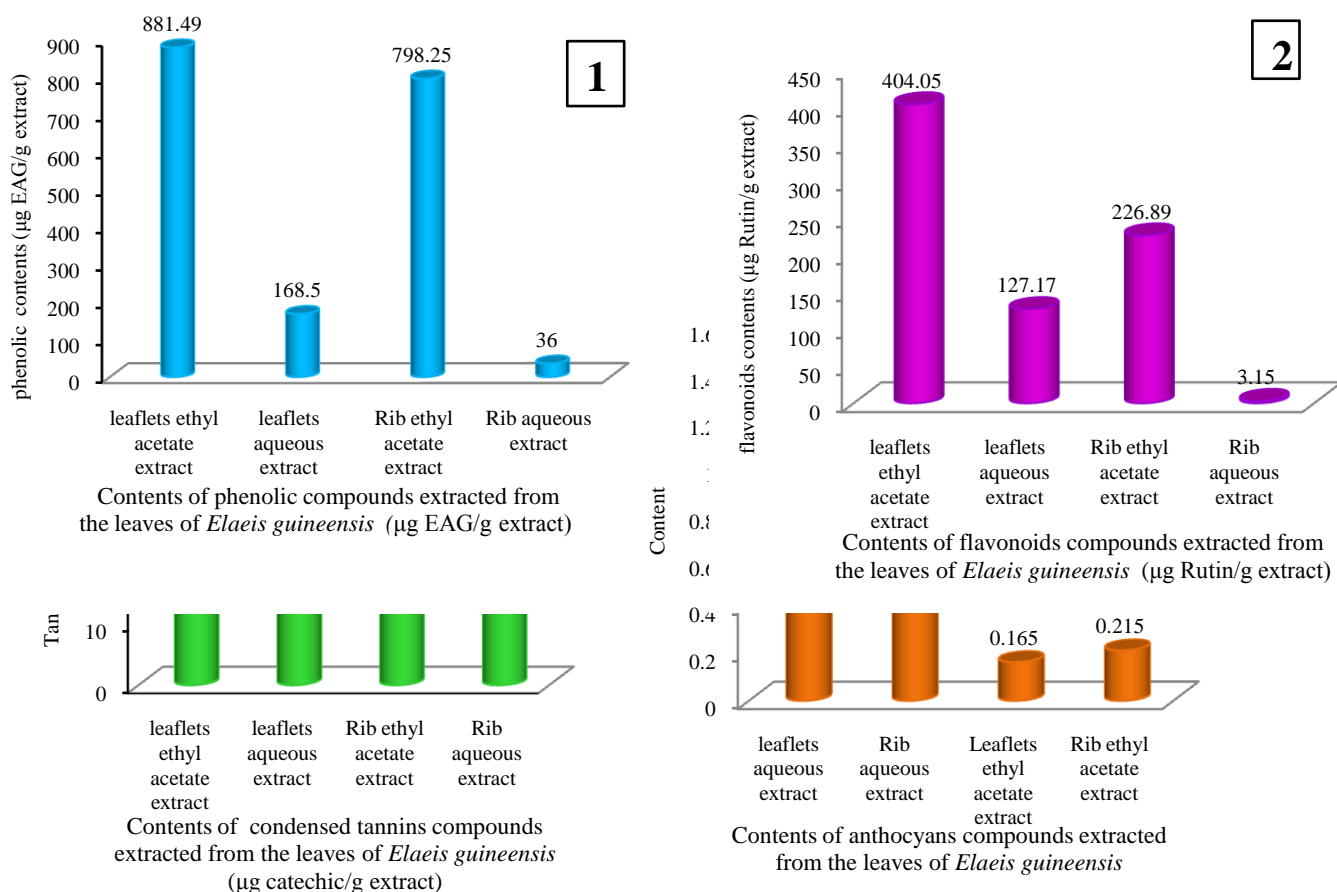 1
phenolic contents (µg EAG/g extract)
900
800
700
600
500
400
300
200
100
0
881.49
168.5
798.25
36
leaflets ethyl
acetate
extract
leaflets
aqueous
extract
Rib ethyl
acetate
extract
Rib aqueous
extract
Contents of phenolic compounds extracted from
the leaves of Elaeis guineensis (µg EAG/g extract)
2
flavonoids contents (µg Rutin/g extract)
450
400
350
300
250
200
150
100
50
0
404.05
127.17
226.89
3.15
leaflets
ethyl
acetate
extract
leaflets
aqueous
extract
Rib ethyl
acetate
extract
Rib
aqueous
extract
Contents of flavonoids compounds extracted from
the leaves of Elaeis guineensis (µg Rutin/g extract)
Tan
10
0
leaflets
ethyl
acetate
extract
leaflets
aqueous
extract
Rib ethyl
acetate
extract
Rib
aqueous
extract
Contents of condensed tannins compounds
extracted from the leaves of Elaeis guineensis
(µg catechic/g extract)
Content
1.4
1.2
0.8
0.4
0.2
0
0.165
0.215
leaflets
aqueous
extract
Rib
aqueous
extract
Leaflets
ethyl
acetate
extract
Rib ethyl
acetate
extract
Contents of anthocyans compounds extracted
from the leaves of Elaeis guineensis